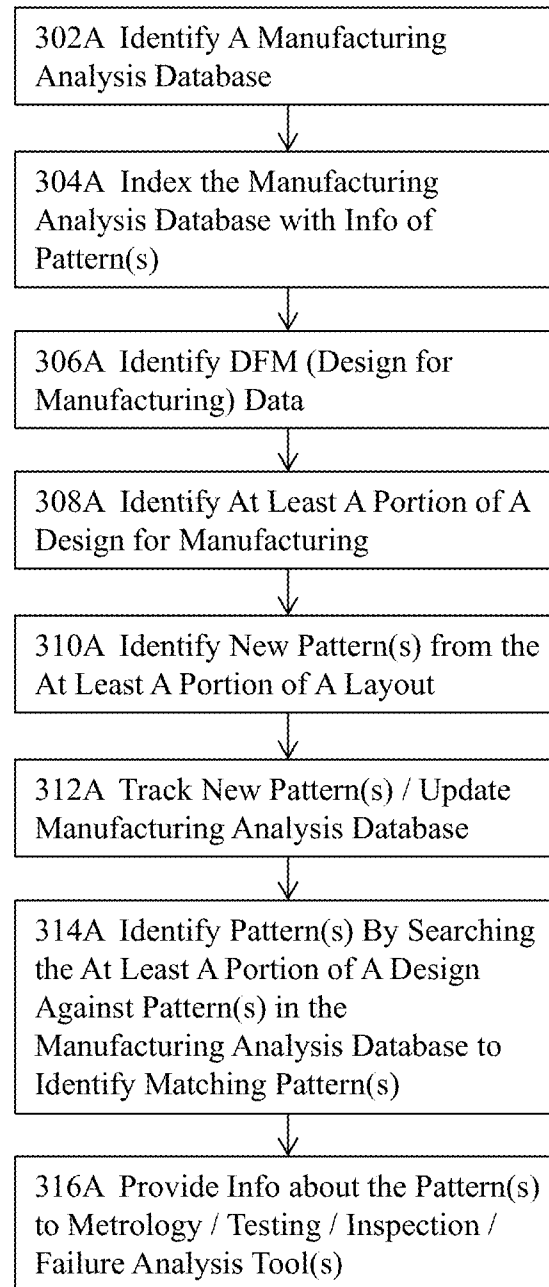 302A Identify A Manufacturing
Analysis Database
304A Index the Manufacturing
Analysis Database with Info of
Pattern(s)
306A Identify DFM (Design for
Manufacturing) Data
308A Identify At Least A Portion of A
Design for Manufacturing
310A Identify New Pattern(s) from the
At Least A Portion of A Layout
312A Track New Pattern(s) / Update
Manufacturing Analysis Database
314A Identify Pattern(s) By Searching
the At Least A Portion of A Design
Against Pattern(s) in the
Manufacturing Analysis Database to
Identify Matching Pattern(s)
316A Provide Info about the Pattern(s)
to Metrology / Testing / Inspection /
Failure Analysis Tool(s)